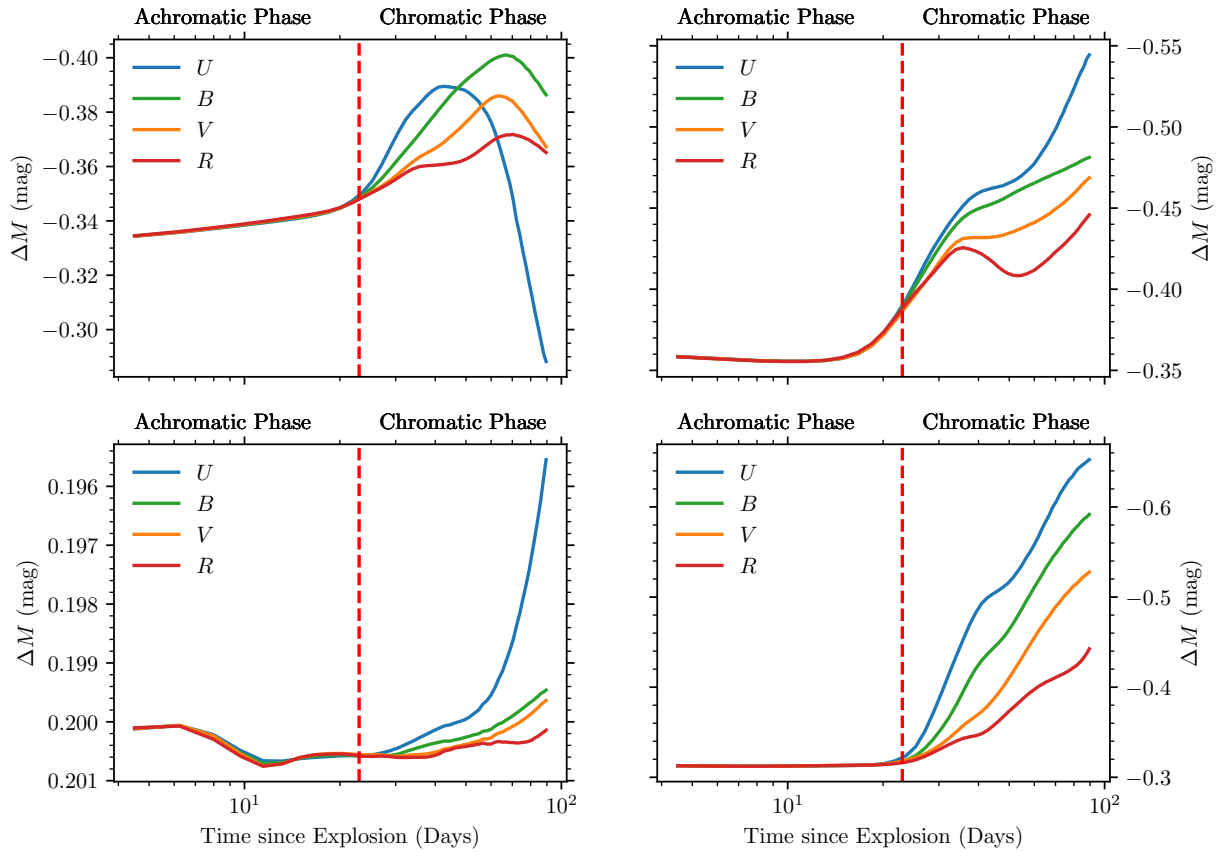 Achromatic Phase Chromatic Phase
U
B
V
R
−0.40
−0.38
−0.36
−0.34
−0.32
−0.30
ΔM (mag)
Achromatic Phase Chromatic Phase
U
B
V
R
−0.55
−0.50
−0.45
−0.40
−0.35
ΔM (mag)
Achromatic Phase Chromatic Phase
U
B
V
R
0.196
0.197
0.198
0.199
0.200
0.201
ΔM (mag)
10¹ 10²
Time since Explosion (Days)
Achromatic Phase Chromatic Phase
U
B
V
R
−0.6
−0.5
−0.4
−0.3
ΔM (mag)
10¹ 10²
Time since Explosion (Days)